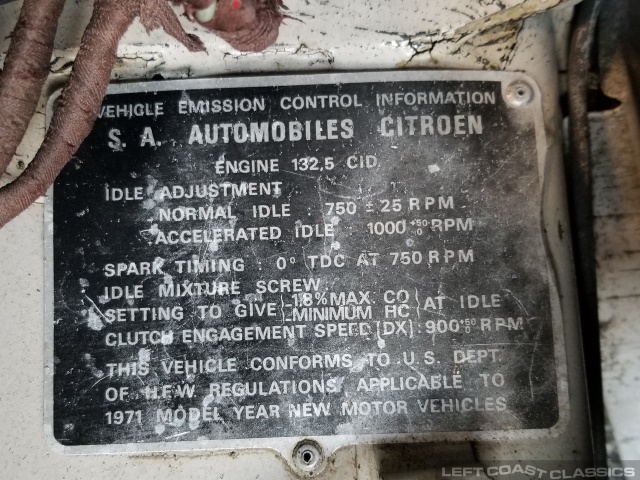 VEHICLE EMISSION CONTROL INFORMATION
S. A. AUTOMOBILES CITROËN
ENGINE 132,5 CID
IDLE ADJUSTMENT
NORMAL IDLE : 750 ± 25 RPM
ACCELERATED IDLE : 1000 +50 -0 RPM
SPARK TIMING : 0° TDC AT 750 RPM
IDLE MIXTURE SCREW
SETTING TO GIVE -1,8% MAX. CO -MINIMUM HC AT IDLE
CLUTCH ENGAGEMENT SPEED (DX) : 900 +50 -0 RPM
THIS VEHICLE CONFORMS TO U.S. DEPT.
OF H.E.W REGULATIONS APPLICABLE TO
1971 MODEL YEAR NEW MOTOR VEHICLES
LEFT COAST CLASSICS